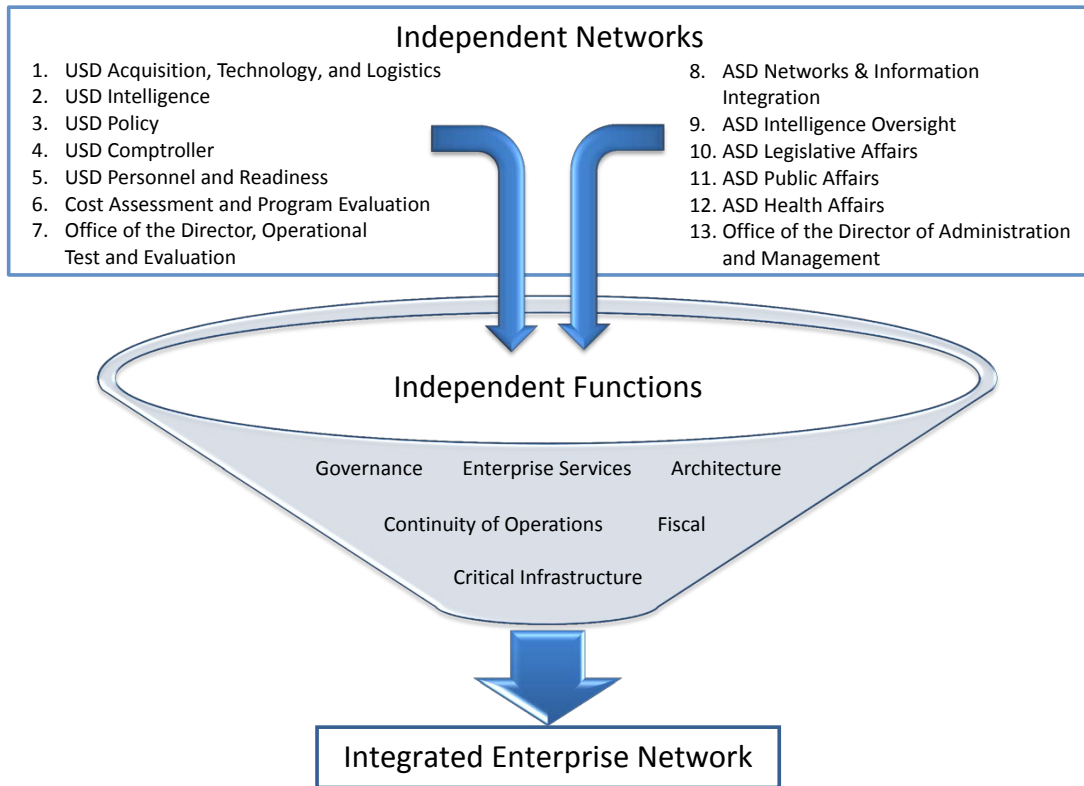 Independent Networks
1. USD Acquisition, Technology, and Logistics
2. USD Intelligence
3. USD Policy
4. USD Comptroller
5. USD Personnel and Readiness
6. Cost Assessment and Program Evaluation
7. Office of the Director, Operational
Test and Evaluation
8. ASD Networks & Information
Integration
9. ASD Intelligence Oversight
10. ASD Legislative Affairs
11. ASD Public Affairs
12. ASD Health Affairs
13. Office of the Director of Administration
and Management
Independent Functions
Governance Enterprise Services Architecture
Continuity of Operations Fiscal
Critical Infrastructure
Integrated Enterprise Network